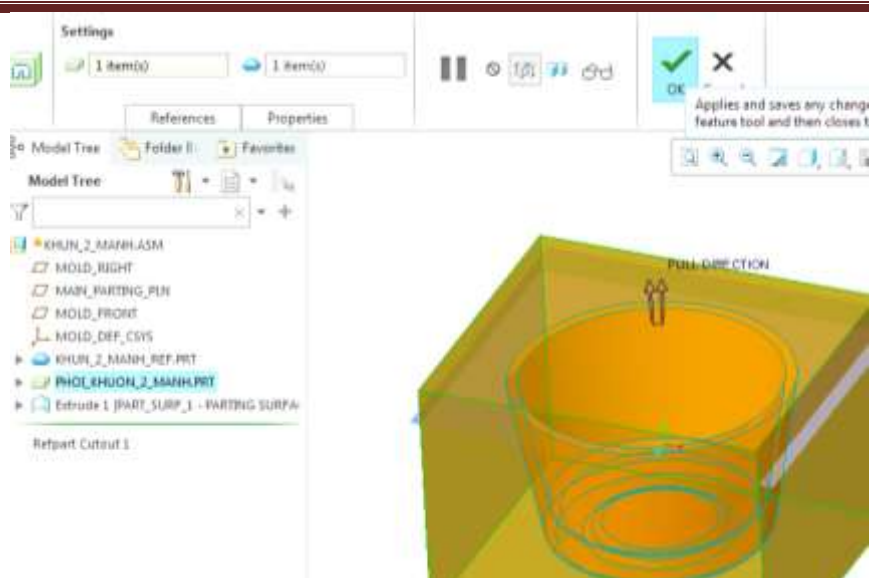 Settings
1 item(s)
1 item(s)
References
Properties
OK
Applies and saves any change
feature tool and then closes t
Model Tree
Folder
Favorites
Model Tree
KHUN_2_MANH.ASM
MOLD_RIGHT
MAIN_PARTING_PLN
MOLD_FRONT
MOLD_DEF_CSYS
KHUN_2_MANH_REF.PRT
PHOI_KHUON_2_MANH.PRT
Extrude 1 [PART_SURF_1 - PARTING SURFA
Refpart Cutout 1
PULL DIRECTION